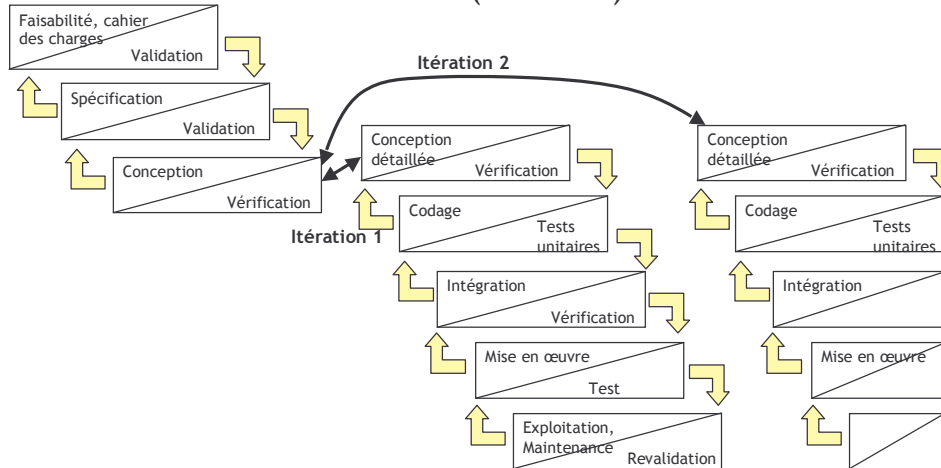 Faisabilité, cahier
des charges
Validation
Spécification
Validation
Conception
Vérification
Itération 2
Itération 1
Conception
détaillée
Vérification
Codage
Tests
unitaires
Intégration
Vérification
Mise en œuvre
Test
Exploitation,
Maintenance
Revalidation
Conception
détaillée
Vérification
Codage
Tests
unitaires
Intégration
Mise en œuvre